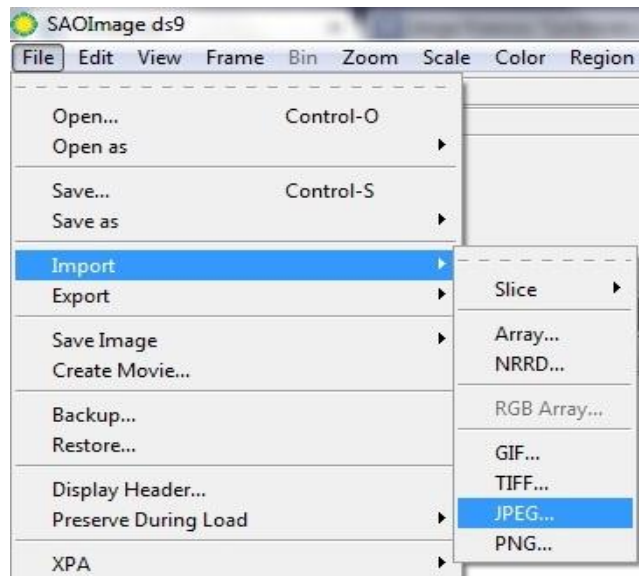 SAOImage ds9
File Edit View Frame Bin Zoom Scale Color Region
Open... Control-O
Open as
Save... Control-S
Save as
Import
Export
Save Image
Create Movie...
Backup...
Restore...
Display Header...
Preserve During Load
XPA
Slice
Array...
NRRD...
RGB Array...
GIF...
TIFF...
JPEG...
PNG...